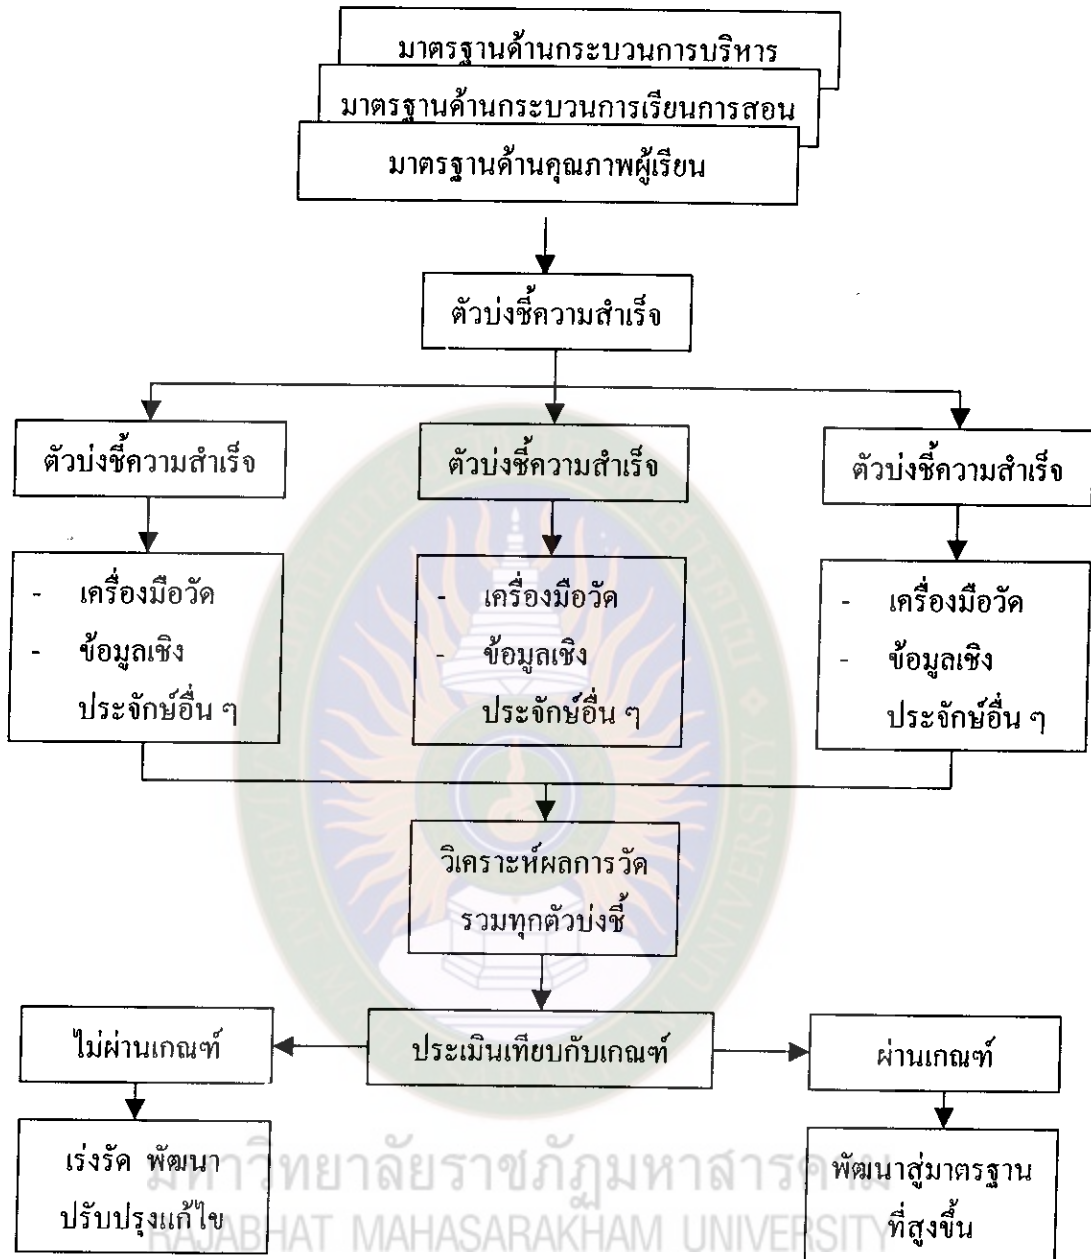 มาตรฐานด้านกระบวนการบริหาร
มาตรฐานด้านกระบวนการเรียนการสอน
มาตรฐานด้านคุณภาพผู้เรียน
ตัวบ่งชี้ความสำเร็จ
ตัวบ่งชี้ความสำเร็จ
ตัวบ่งชี้ความสำเร็จ
ตัวบ่งชี้ความสำเร็จ
- เครื่องมือวัด
- ข้อมูลเชิง
ประจักษ์อื่น ๆ
- เครื่องมือวัด
- ข้อมูลเชิง
ประจักษ์อื่น ๆ
- เครื่องมือวัด
- ข้อมูลเชิง
ประจักษ์อื่น ๆ
วิเคราะห์ผลการวัด
รวมทุกตัวบ่งชี้
ไม่ผ่านเกณฑ์
ประเมินเทียบกับเกณฑ์
ผ่านเกณฑ์
เร่งรัด พัฒนา
ปรับปรุงแก้ไข
พัฒนาสู่มาตรฐาน
ที่สูงขึ้น
มหาวิทยาลัยราชภัฏมหาสารคาม
RAJABHAT MAHASARAKHAM UNIVERSITY